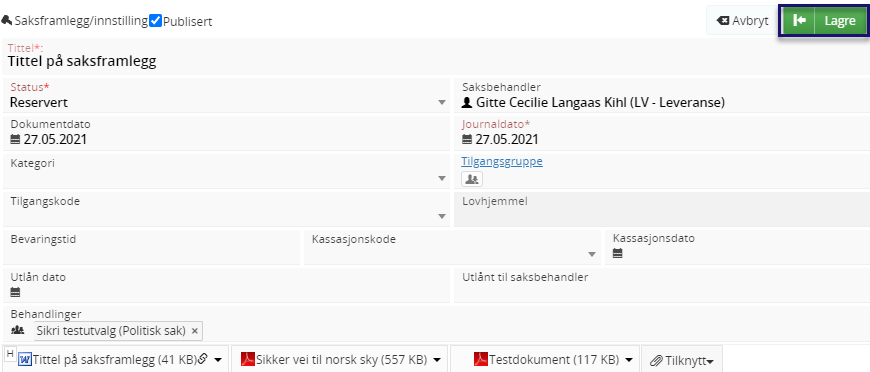 Saksframlegg/innstilling Publisert Avbryt Lagre
Tittel*:
Tittel på saksframlegg
Status* Saksbehandler
Reservert Gitte Cecilie Langaas Kihl (LV - Leveranse)
Dokumentdato Journaldato*
27.05.2021 27.05.2021
Kategori Tilgangsgruppe
Tilgangskode Lovhjemmel
Bevaringstid Kassasjonskode Kassasjonsdato
Utlån dato Utlånt til saksbehandler
Behandlinger
Sikri testutvalg (Politisk sak) ×
H Tittel på saksframlegg (41 KB) Sikker vei til norsk sky (557 KB) Testdokument (117 KB) Tilknytt